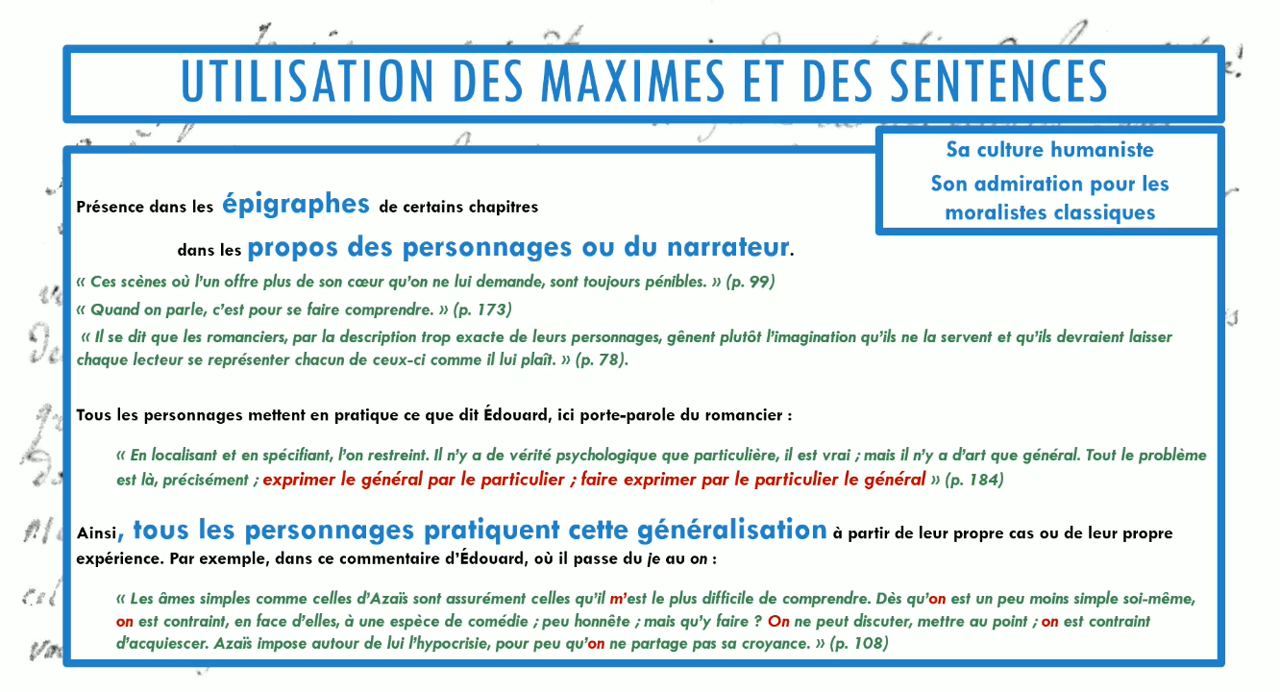 UTILISATION DES MAXIMES ET DES SENTENCES
Sa culture humaniste
Son admiration pour les
moralistes classiques
Présence dans les épigraphes de certains chapitres
dans les propos des personnages ou du narrateur.
« Ces scènes où l'un offre plus de son cœur qu'on ne lui demande, sont toujours pénibles. » (p. 99)
« Quand on parle, c'est pour se faire comprendre. » (p. 173)
« Il se dit que les romanciers, par la description trop exacte de leurs personnages, gênent plutôt l'imagination qu'ils ne la servent et qu'ils devraient laisser
chaque lecteur se représenter chacun de ceux-ci comme il lui plaît. » (p. 78).
Tous les personnages mettent en pratique ce que dit Édouard, ici porte-parole du romancier :
« En localisant et en spécifiant, l'on restreint. Il n'y a de vérité psychologique que particulière, il est vrai ; mais il n'y a d'art que général. Tout le problème
est là, précisément ; exprimer le général par le particulier ; faire exprimer par le particulier le général » (p. 184)
Ainsi, tous les personnages pratiquent cette généralisation à partir de leur propre cas ou de leur propre
expérience. Par exemple, dans ce commentaire d'Édouard, où il passe du je au on :
« Les âmes simples comme celles d'Azaïs sont assurément celles qu'il m'est le plus difficile de comprendre. Dès qu'on est un peu moins simple soi-même,
on est contraint, en face d'elles, à une espèce de comédie ; peu honnête ; mais qu'y faire ? On ne peut discuter, mettre au point ; on est contraint
d'acquiescer. Azaïs impose autour de lui l'hypocrisie, pour peu qu'on ne partage pas sa croyance. » (p. 108)